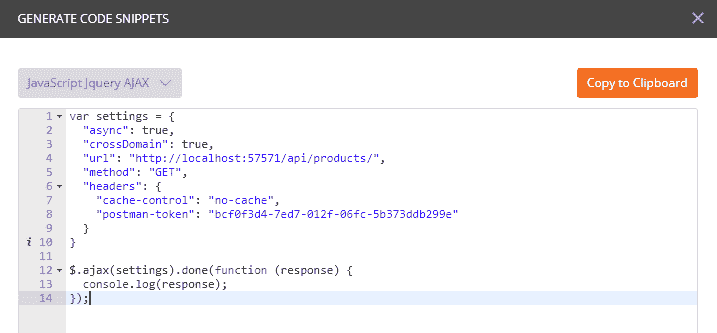 GENERATE CODE SNIPPETS
JavaScript Jquery AJAX
Copy to Clipboard
1 var settings = {
2   "async": true,
3   "crossDomain": true,
4   "url": "http://localhost:57571/api/products/",
5   "method": "GET",
6   "headers": {
7     "cache-control": "no-cache",
8     "postman-token": "bcf0f3d4-7ed7-012f-06fc-5b373ddb299e"
9   }
i 10 }
11
12 $.ajax(settings).done(function (response) {
13   console.log(response);
14 });